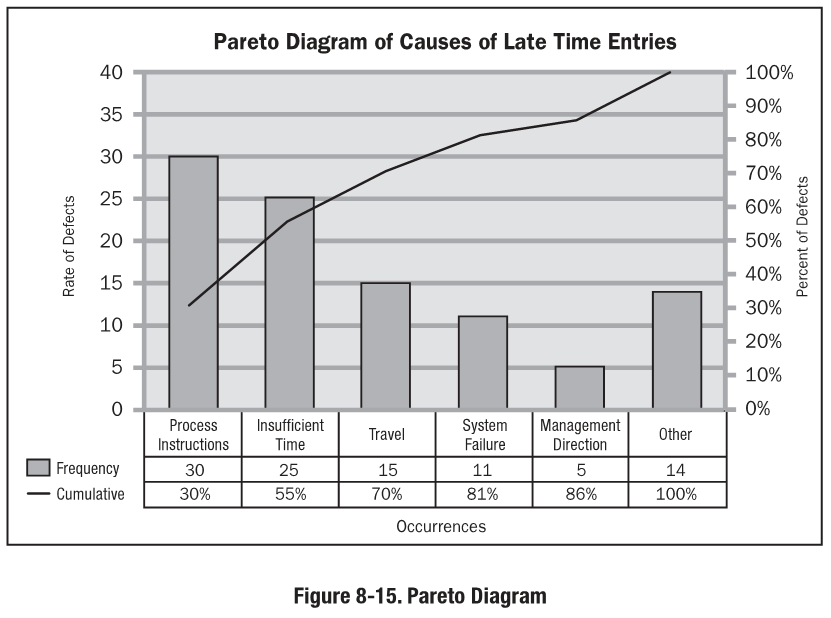 Pareto Diagram of Causes of Late Time Entries
40
35
30
25
20
15
10
5
0
Rate of Defects
100%
90%
80%
70%
60%
50%
40%
30%
20%
10%
0%
Percent of Defects
Process Instructions
Insufficient Time
Travel
System Failure
Management Direction
Other
Frequency 30 25 15 11 5 14
Cumulative 30% 55% 70% 81% 86% 100%
Occurrences
Figure 8-15. Pareto Diagram